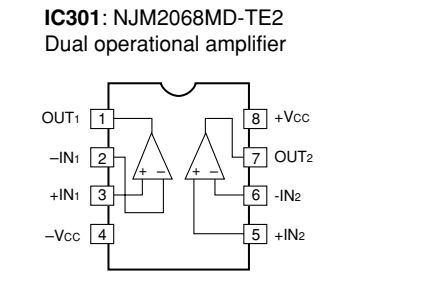 IC301: NJM2068MD-TE2
Dual operational amplifier
OUT1 1 8 +VCC
–IN1 2 7 OUT2
+ – + –
+IN1 3 6 -IN2
–VCC 4 5 +IN2